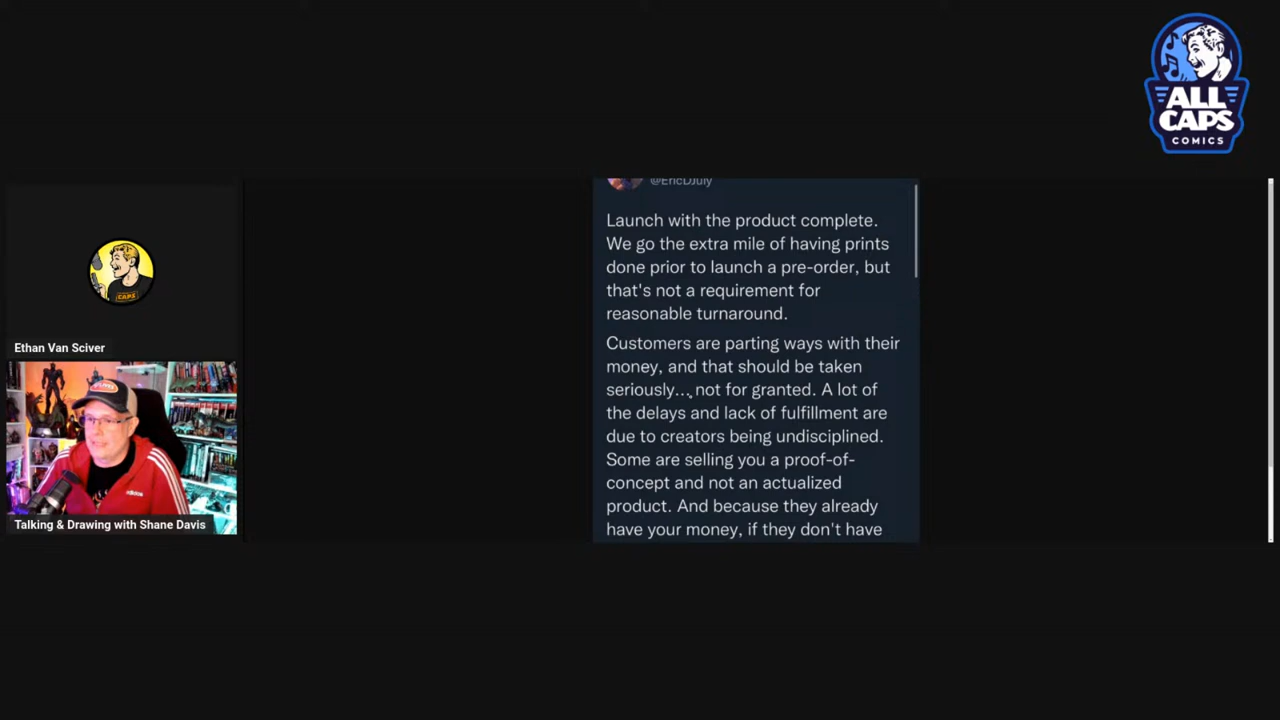 ALL
CAPS
COMICS
@EricDJuly
Launch with the product complete.
We go the extra mile of having prints
done prior to launch a pre-order, but
that's not a requirement for
reasonable turnaround.
Customers are parting ways with their
money, and that should be taken
seriously... not for granted. A lot of
the delays and lack of fulfillment are
due to creators being undisciplined.
Some are selling you a proof-of-
concept and not an actualized
product. And because they already
have your money, if they don't have
CAPS
Ethan Van Sciver
Talking & Drawing with Shane Davis